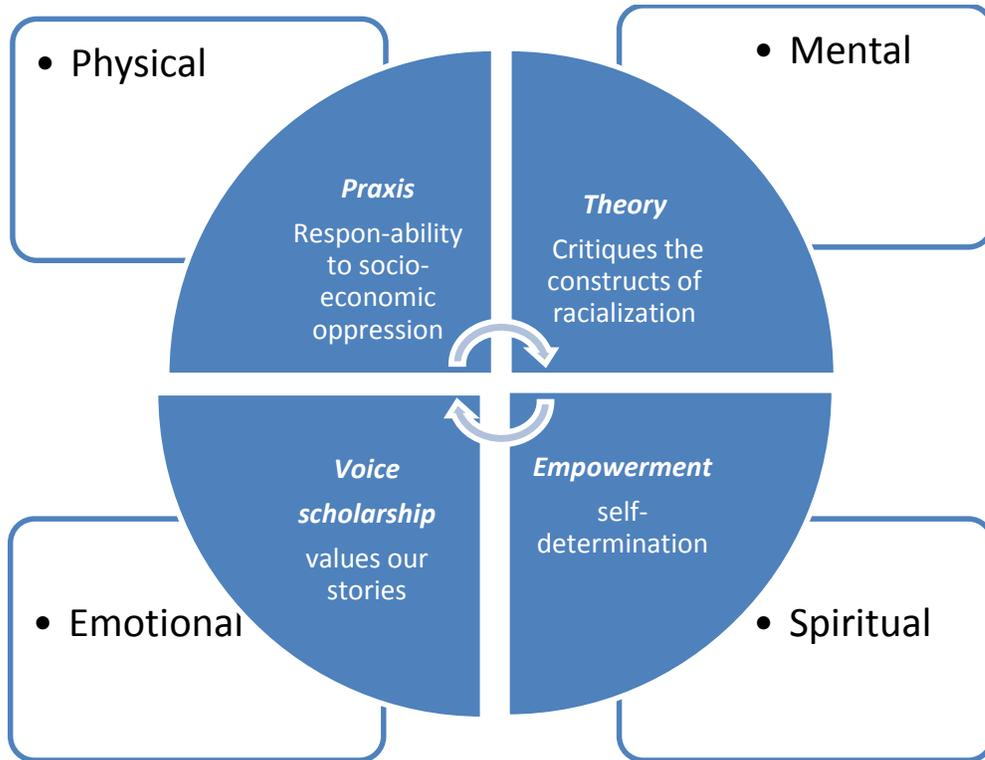 • Physical
• Mental
Praxis
Respon-ability
to socio-
economic
oppression
Theory
Critiques the
constructs of
racialization
Voice
scholarship
values our
stories
Empowerment
self-
determination
• Emotional
• Spiritual